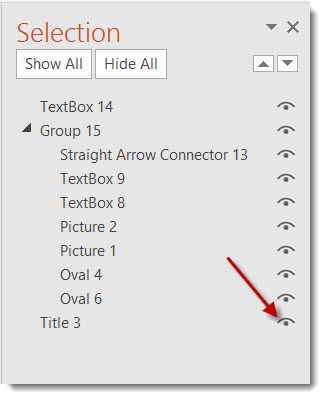 Selection
Show All Hide All
TextBox 14
Group 15
Straight Arrow Connector 13
TextBox 9
TextBox 8
Picture 2
Picture 1
Oval 4
Oval 6
Title 3